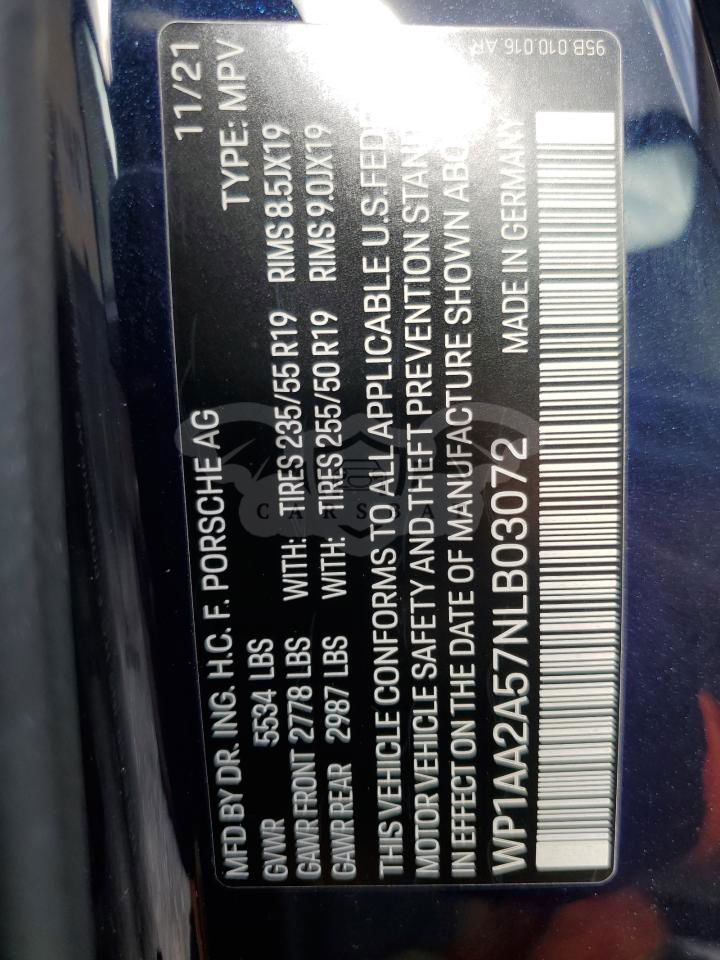 MFD BY DR. ING. H.C. F. PORSCHE AG 11/21
GVWR 5534 LBS TYPE: MPV
GAWR FRONT 2778 LBS WITH: TIRES 235/55 R19 RIMS 8.5JX19
GAWR REAR 2987 LBS WITH: TIRES 255/50 R19 RIMS 9.0JX19
THIS VEHICLE CONFORMS TO ALL APPLICABLE U.S. FED
MOTOR VEHICLE SAFETY AND THEFT PREVENTION STAN
IN EFFECT ON THE DATE OF MANUFACTURE SHOWN ABO
WP1AA2A57NLB03072 MADE IN GERMANY
95B.010.016.AR